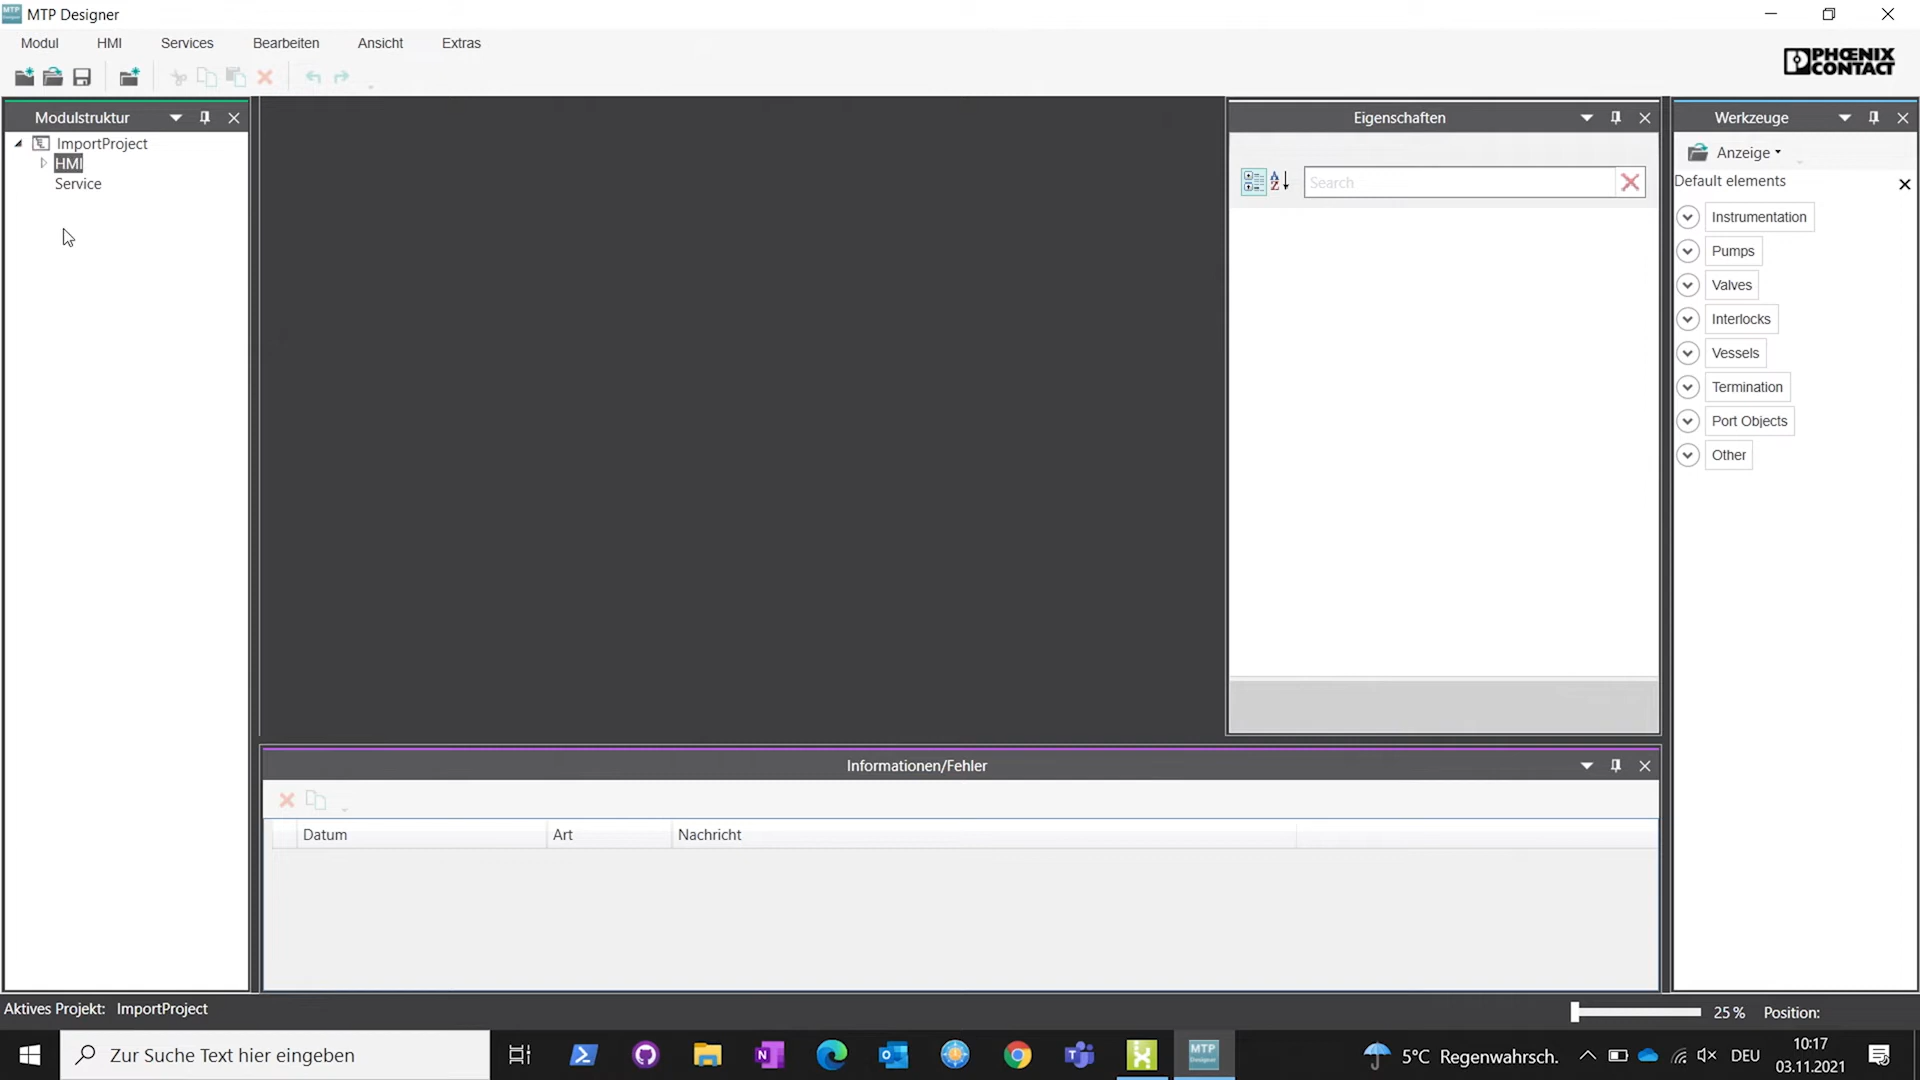 MTP Designer
Modul HMI Services Bearbeiten Ansicht Extras
PHŒNIX
CONTACT
Modulstruktur
ImportProject
HMI
Service
Eigenschaften
Search
Werkzeuge
Anzeige
Default elements
Instrumentation
Pumps
Valves
Interlocks
Vessels
Termination
Port Objects
Other
Informationen/Fehler
Datum Art Nachricht
Aktives Projekt: ImportProject
25 % Position:
Zur Suche Text hier eingeben
MTP
Designer
5°C Regenwahrsch.
DEU
10:17
03.11.2021